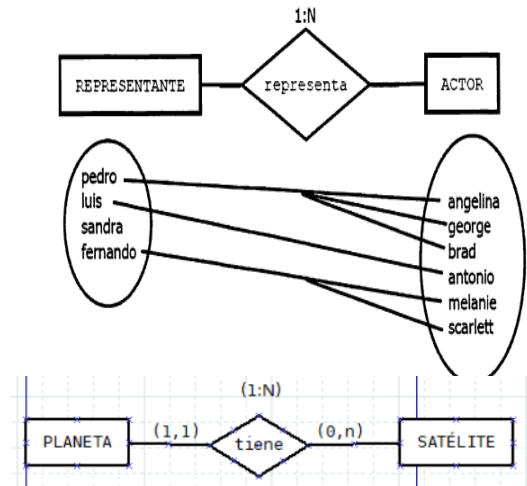 1:N
REPRESENTANTE representa ACTOR
pedro
luis
sandra
fernando
angelina
george
brad
antonio
melanie
scarlett
(1:N)
PLANETA (1,1) tiene (0,n) SATÉLITE